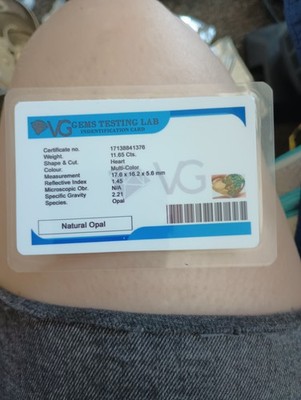 VG GEMS TESTING LAB
INDENTIFICATION CARD
Certificate no. 17138841378
Weight. 11.65 Cts.
Shape & Cut. Heart
Colour. Multi-Color
Measurement 17.6 x 16.2 x 5.6 mm
Reflective Index 1.45
Microscopic Obr. N/A
Specific Gravity 2.21
Species. Opal
VG
Natural Opal